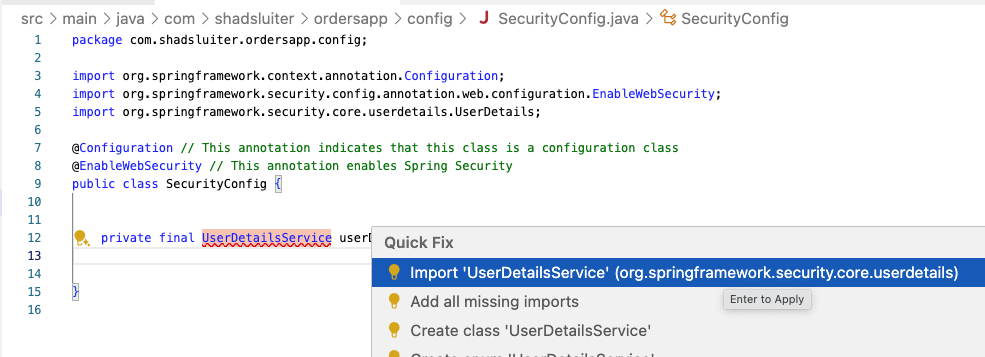 src > main > java > com > shadsluiter > ordersapp > config > J SecurityConfig.java > SecurityConfig
1 package com.shadsluiter.ordersapp.config;
2
3 import org.springframework.context.annotation.Configuration;
4 import org.springframework.security.config.annotation.web.configuration.EnableWebSecurity;
5 import org.springframework.security.core.userdetails.UserDetails;
6
7 @Configuration // This annotation indicates that this class is a configuration class
8 @EnableWebSecurity // This annotation enables Spring Security
9 public class SecurityConfig {
10
11
12 private final UserDetailsService userD
13
14
15 }
16
Quick Fix
Import 'UserDetailsService' (org.springframework.security.core.userdetails)
Enter to Apply
Add all missing imports
Create class 'UserDetailsService'
Create enum 'UserDetailsService'